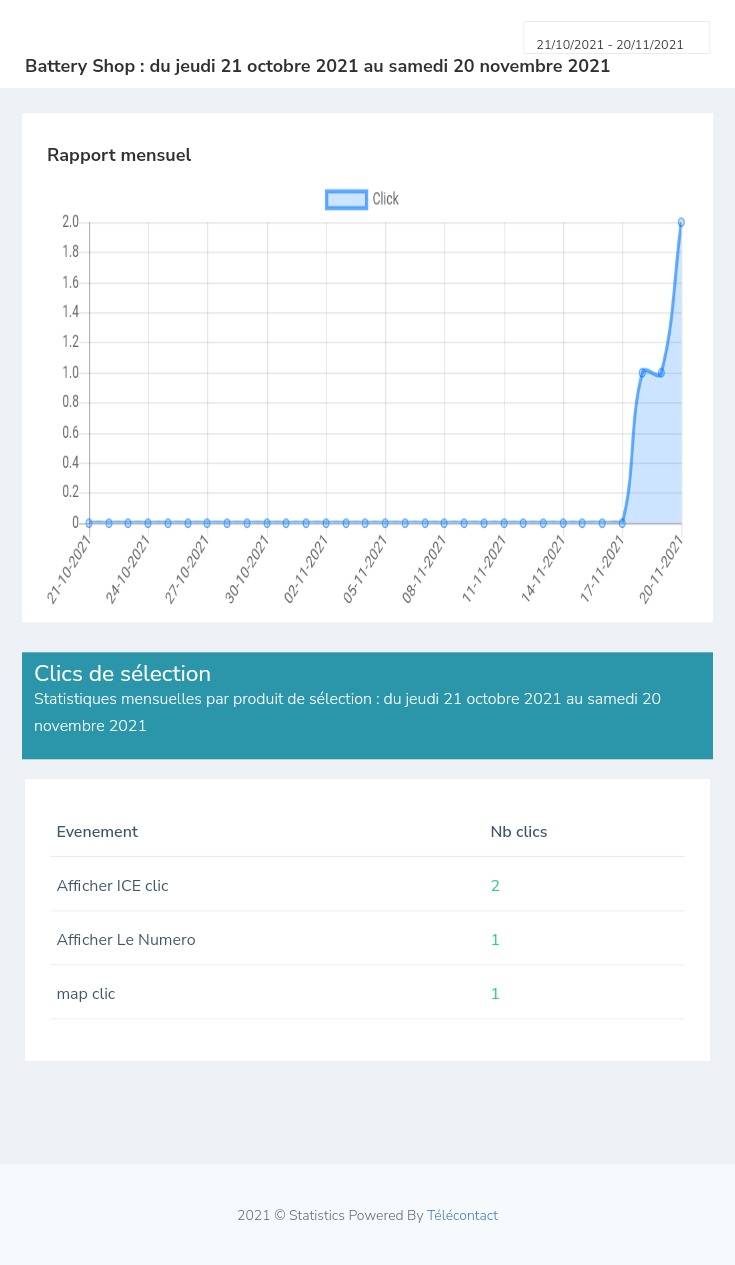 21/10/2021 - 20/11/2021
Battery Shop : du jeudi 21 octobre 2021 au samedi 20 novembre 2021
Rapport mensuel
Click
2.0
1.8
1.6
1.4
1.2
1.0
0.8
0.6
0.4
0.2
0
21-10-2021
24-10-2021
27-10-2021
30-10-2021
02-11-2021
05-11-2021
08-11-2021
11-11-2021
14-11-2021
17-11-2021
20-11-2021
Clics de sélection
Statistiques mensuelles par produit de sélection : du jeudi 21 octobre 2021 au samedi 20
novembre 2021
Evenement Nb clics
Afficher ICE clic 2
Afficher Le Numero 1
map clic 1
2021 © Statistics Powered By Télécontact